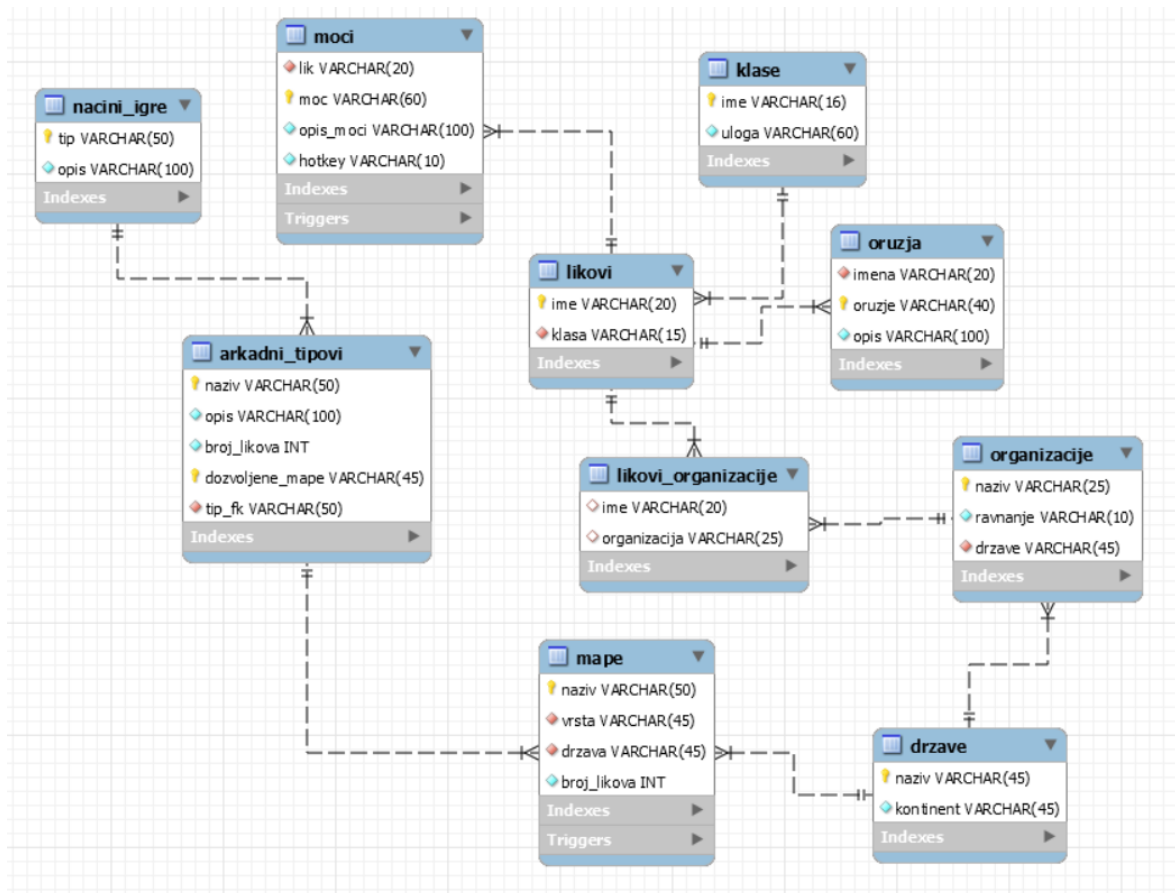 moci
lik VARCHAR(20)
moc VARCHAR(60)
opis_moci VARCHAR(100)
hotkey VARCHAR(10)
Indexes
Triggers
klase
ime VARCHAR(16)
uloga VARCHAR(60)
Indexes
nacini_igre
tip VARCHAR(50)
opis VARCHAR(100)
Indexes
oruzja
imena VARCHAR(20)
oruzje VARCHAR(40)
opis VARCHAR(100)
Indexes
likovi
ime VARCHAR(20)
klasa VARCHAR(15)
Indexes
arkadni_tipovi
naziv VARCHAR(50)
opis VARCHAR(100)
broj_likova INT
dozvoljene_mape VARCHAR(45)
tip_fk VARCHAR(50)
Indexes
likovi_organizacije
ime VARCHAR(20)
organizacija VARCHAR(25)
Indexes
organizacije
naziv VARCHAR(25)
ravnanje VARCHAR(10)
drzave VARCHAR(45)
Indexes
mape
naziv VARCHAR(50)
vrsta VARCHAR(45)
drzava VARCHAR(45)
broj_likova INT
Indexes
Triggers
drzave
naziv VARCHAR(45)
kontinent VARCHAR(45)
Indexes